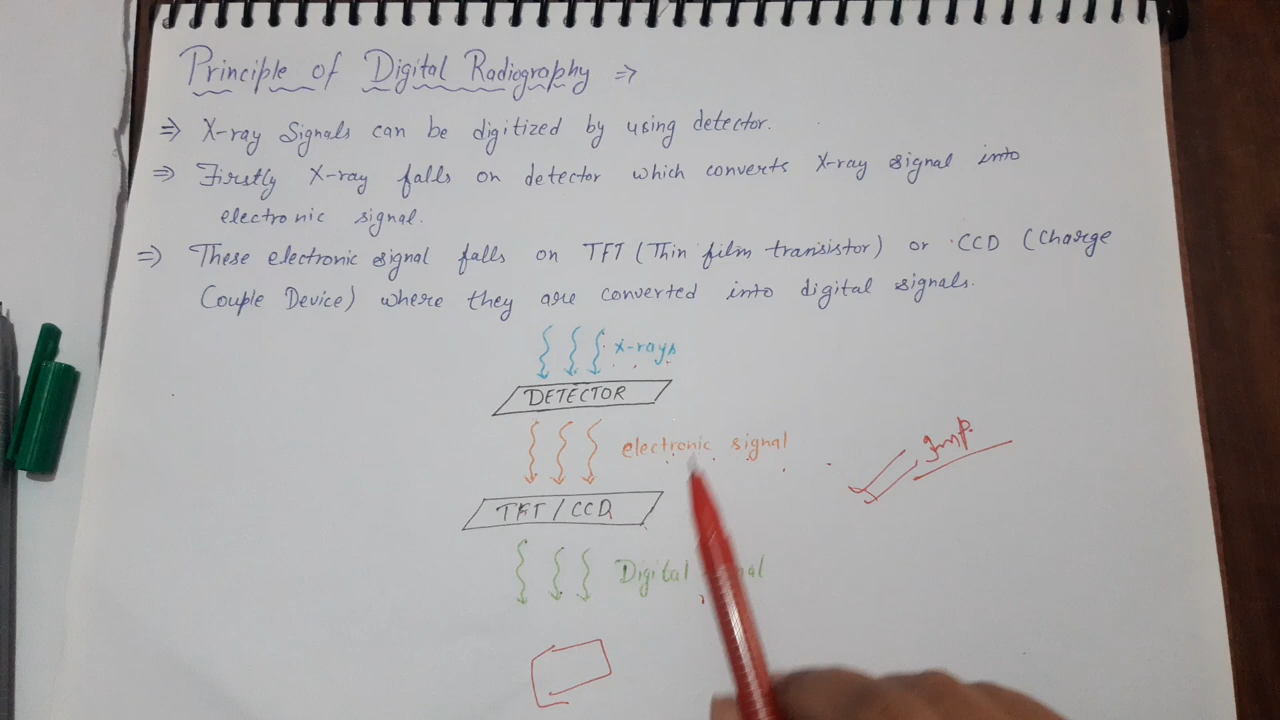 Principle of Digital Radiography ⇒
⇒ X-ray Signals can be digitized by using detector.
⇒ Firstly X-ray falls on detector which converts X-ray signal into
electronic signal.
⇒ These electronic signal falls on TFT (Thin film transistor) or CCD (Charge
Couple Device) where they are converted into digital signals.
X-rays
DETECTOR
electronic signal
Imp.
TFT / CCD
Digital